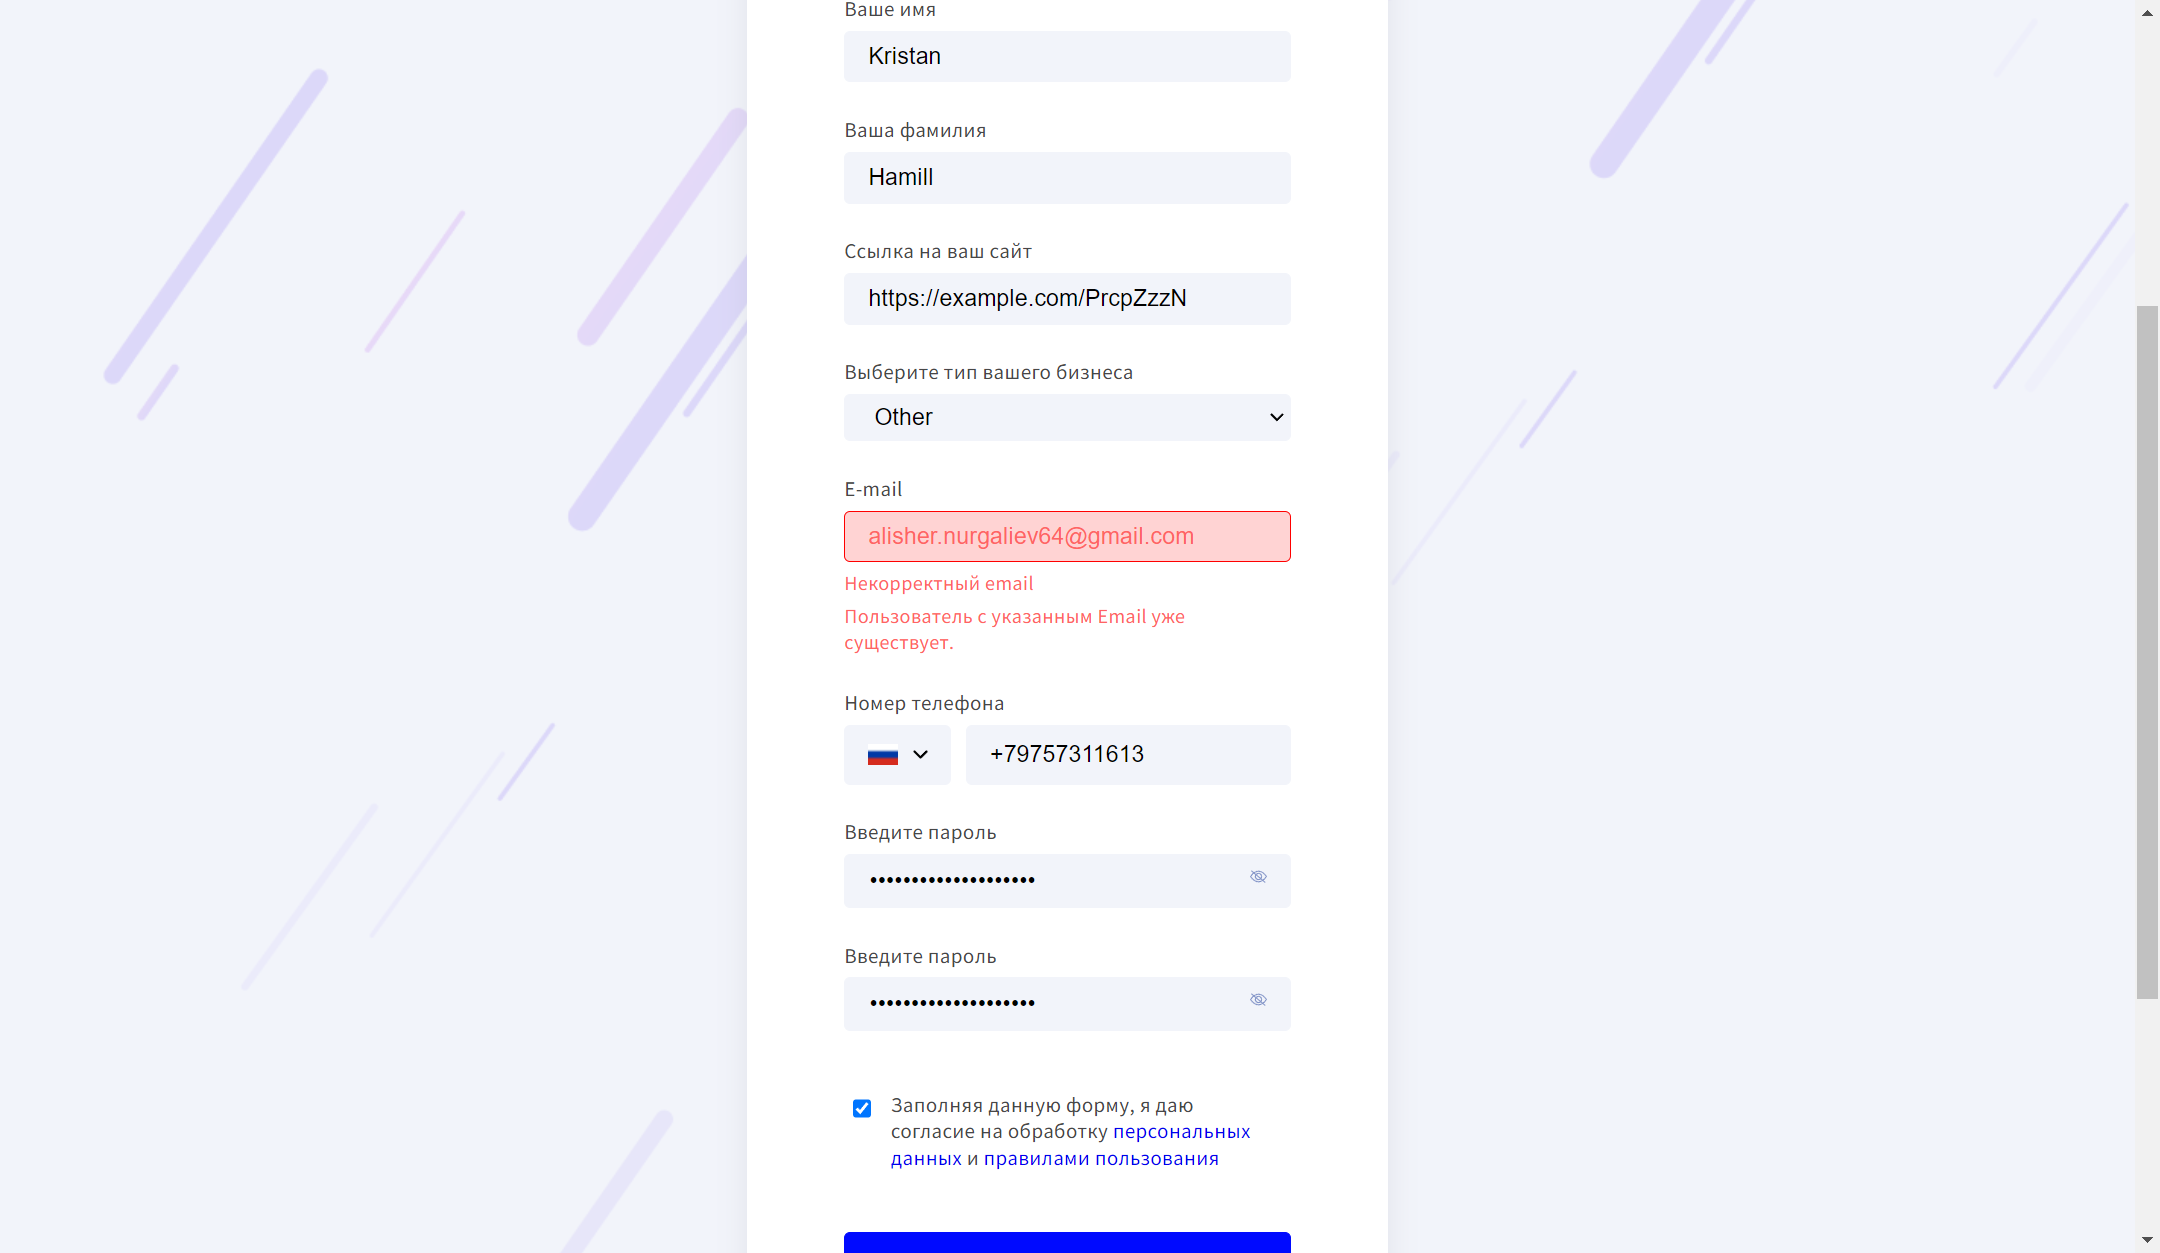 Ваше имя
Kristan
Ваша фамилия
Hamill
Ссылка на ваш сайт
https://example.com/PrcpZzzN
Выберите тип вашего бизнеса
Other
E-mail
alisher.nurgaliev64@gmail.com
Некорректный email
Пользователь с указанным Email уже
существует.
Номер телефона
+79757311613
Введите пароль
••••••••••••••••••••
Введите пароль
••••••••••••••••••••
Заполняя данную форму, я даю
согласие на обработку персональных
данных и правилами пользования